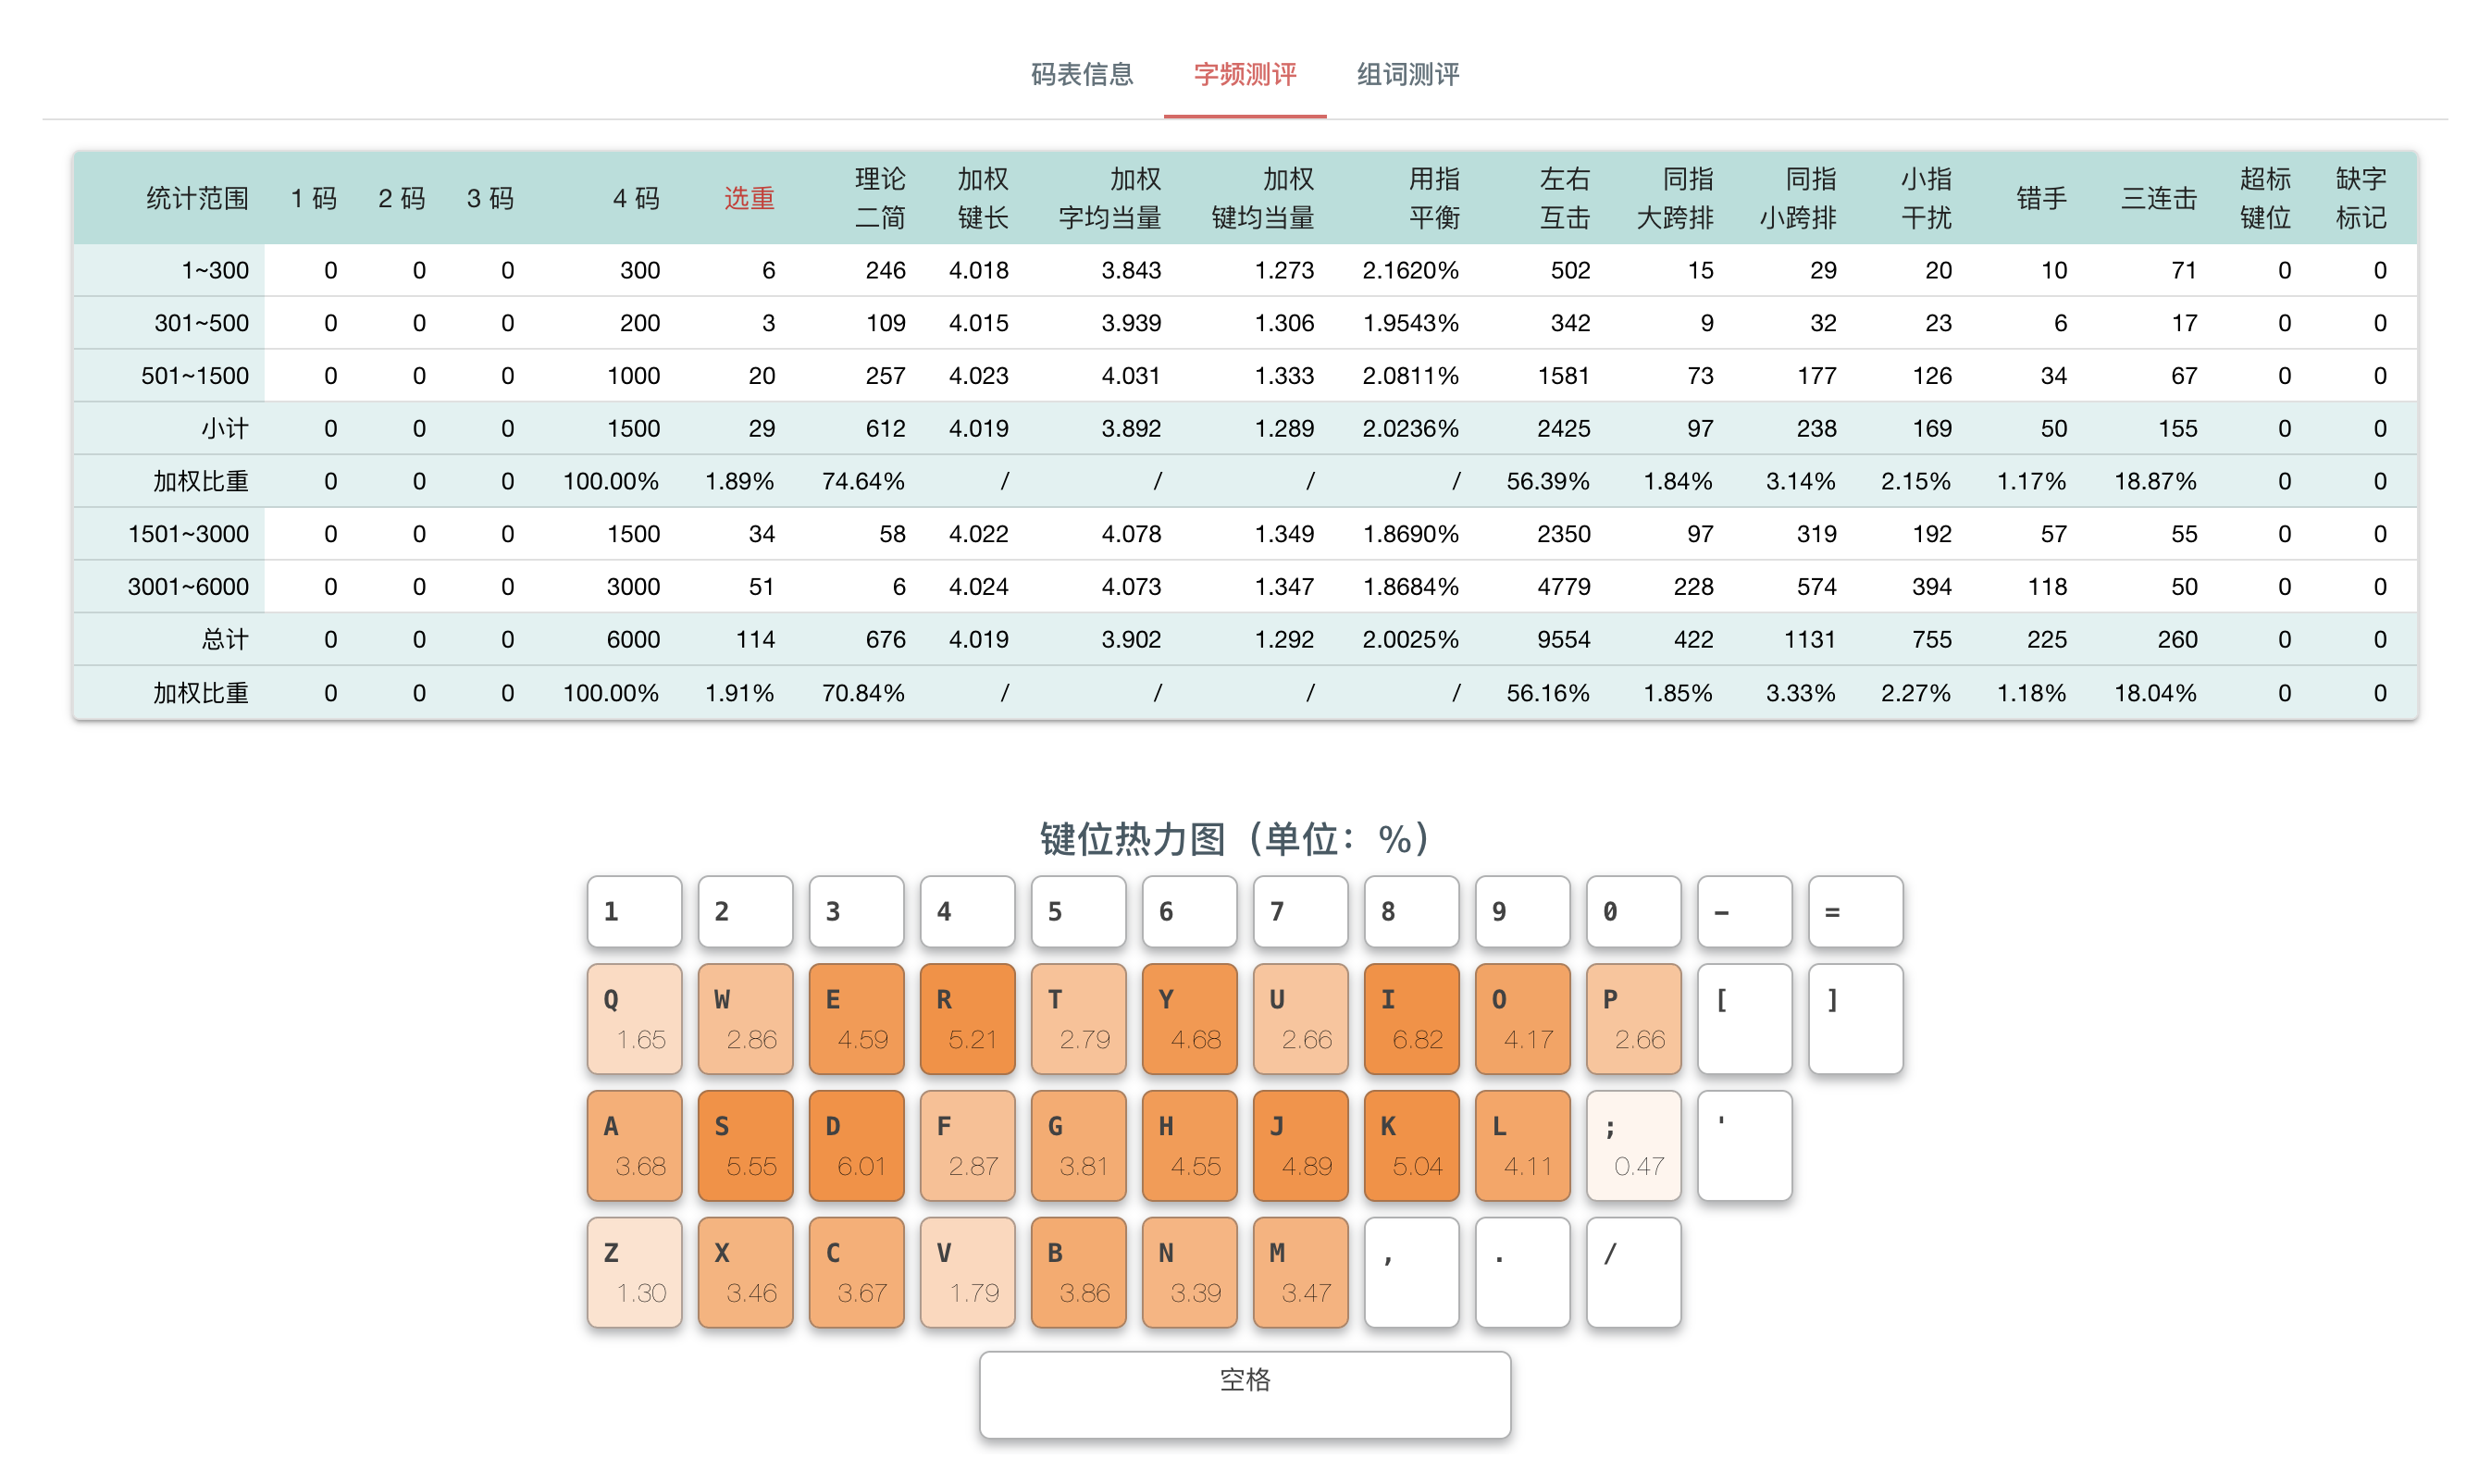 码表信息 字频测评 组词测评
统计范围 1 码 2 码 3 码 4 码 选重 理论二简 加权键长 加权字均当量 加权键均当量 用指平衡 左右互击 同指大跨排 同指小跨排 小指干扰 错手 三连击 超标键位 缺字标记
1~300 0 0 0 300 6 246 4.018 3.843 1.273 2.1620% 502 15 29 20 10 71 0 0
301~500 0 0 0 200 3 109 4.015 3.939 1.306 1.9543% 342 9 32 23 6 17 0 0
501~1500 0 0 0 1000 20 257 4.023 4.031 1.333 2.0811% 1581 73 177 126 34 67 0 0
小计 0 0 0 1500 29 612 4.019 3.892 1.289 2.0236% 2425 97 238 169 50 155 0 0
加权比重 0 0 0 100.00% 1.89% 74.64% / / / / 56.39% 1.84% 3.14% 2.15% 1.17% 18.87% 0 0
1501~3000 0 0 0 1500 34 58 4.022 4.078 1.349 1.8690% 2350 97 319 192 57 55 0 0
3001~6000 0 0 0 3000 51 6 4.024 4.073 1.347 1.8684% 4779 228 574 394 118 50 0 0
总计 0 0 0 6000 114 676 4.019 3.902 1.292 2.0025% 9554 422 1131 755 225 260 0 0
加权比重 0 0 0 100.00% 1.91% 70.84% / / / / 56.16% 1.85% 3.33% 2.27% 1.18% 18.04% 0 0
键位热力图（单位：%）
1 2 3 4 5 6 7 8 9 0 - =
Q W E R T Y U I O P [ ]
1.65 2.86 4.59 5.21 2.79 4.68 2.66 6.82 4.17 2.66
A S D F G H J K L ; '
3.68 5.55 6.01 2.87 3.81 4.55 4.89 5.04 4.11 0.47
Z X C V B N M , . /
1.30 3.46 3.67 1.79 3.86 3.39 3.47
空格